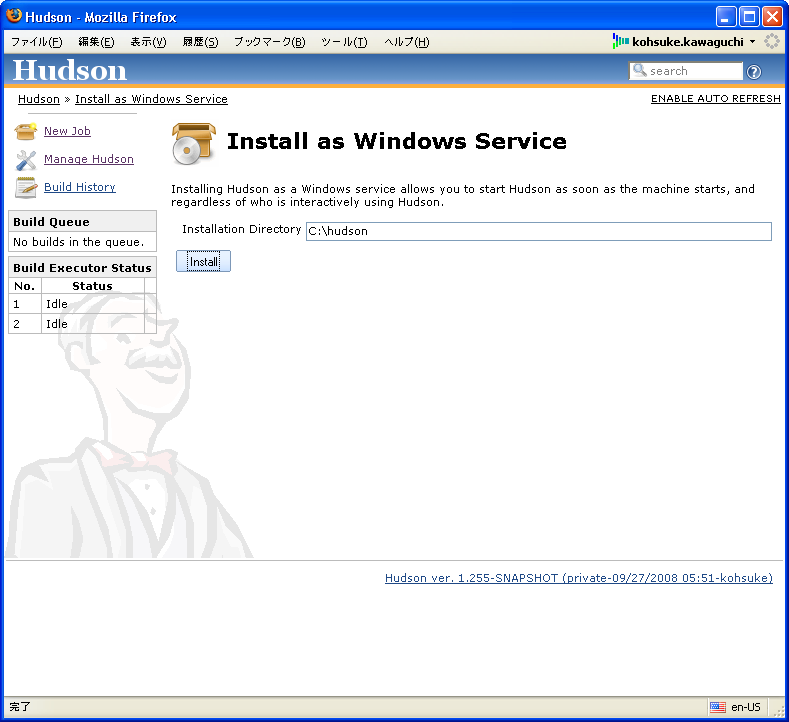 Hudson - Mozilla Firefox
ファイル(F) 編集(E) 表示(V) 履歴(S) ブックマーク(B) ツール(T) ヘルプ(H) kohsuke.kawaguchi
Hudson search ?
Hudson » Install as Windows Service ENABLE AUTO REFRESH
New Job
Manage Hudson
Build History
Build Queue
No builds in the queue.
Build Executor Status
No. Status
1 Idle
2 Idle
Install as Windows Service
Installing Hudson as a Windows service allows you to start Hudson as soon as the machine starts, and
regardless of who is interactively using Hudson.
Installation Directory C:\hudson
Install
Hudson ver. 1.255-SNAPSHOT (private-09/27/2008 05:51-kohsuke)
完了 en-US